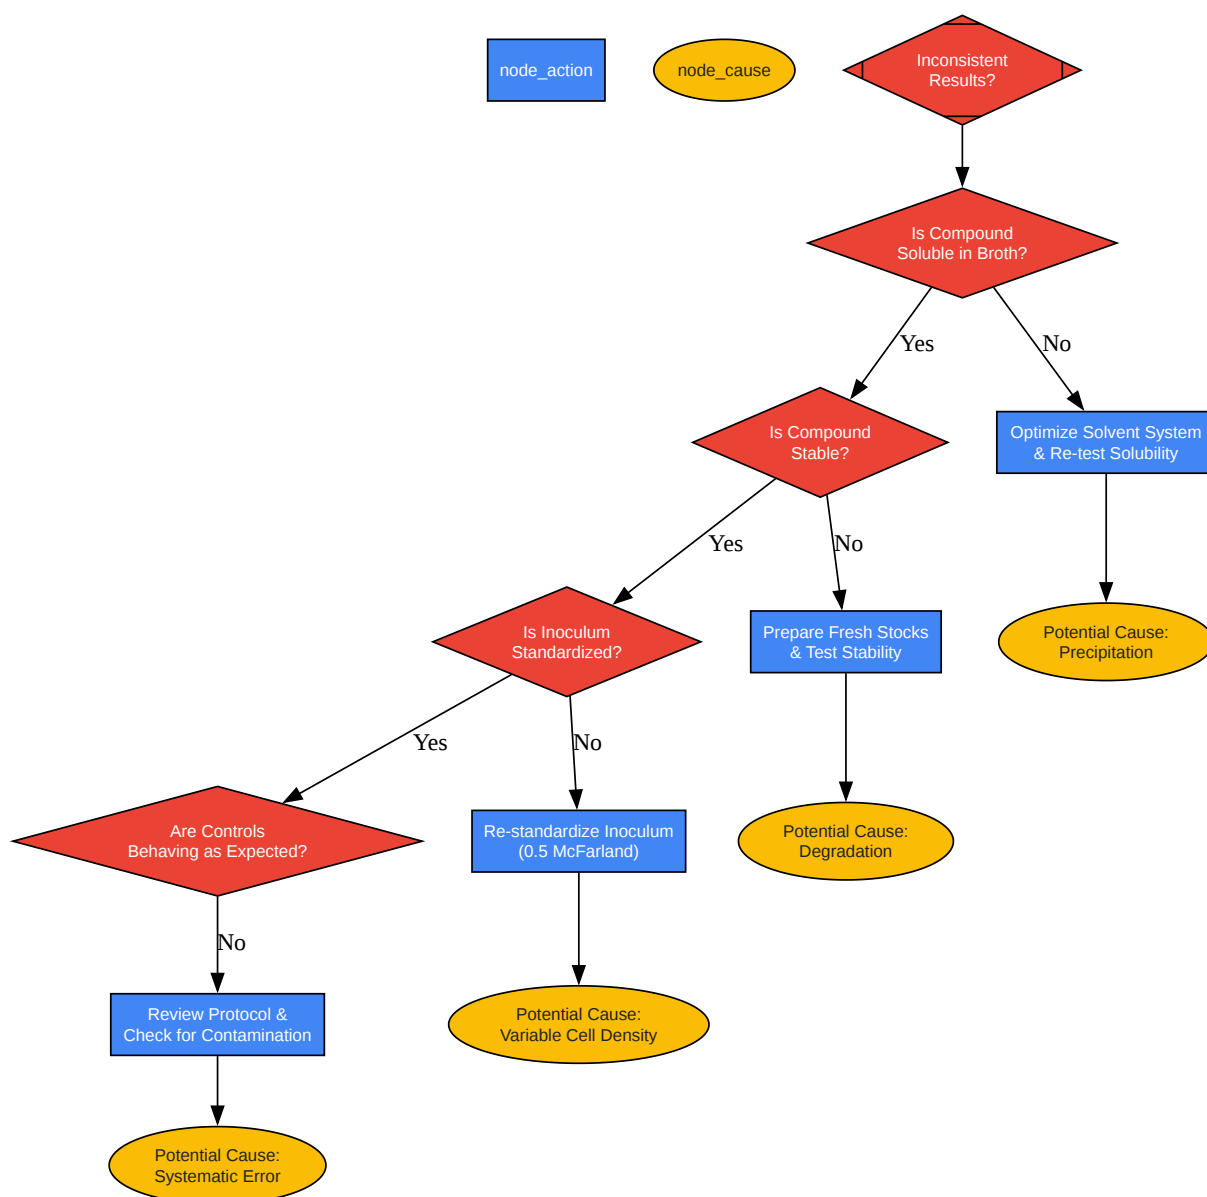 node_action
node_cause
Inconsistent
Results?
Is Compound
Soluble in Broth?
Yes
No
Is Compound
Stable?
Optimize Solvent System
& Re-test Solubility
Yes
No
Is Inoculum
Standardized?
Prepare Fresh Stocks
& Test Stability
Potential Cause:
Precipitation
Yes
No
Are Controls
Behaving as Expected?
Re-standardize Inoculum
(0.5 McFarland)
Potential Cause:
Degradation
No
Review Protocol &
Check for Contamination
Potential Cause:
Variable Cell Density
Potential Cause:
Systematic Error